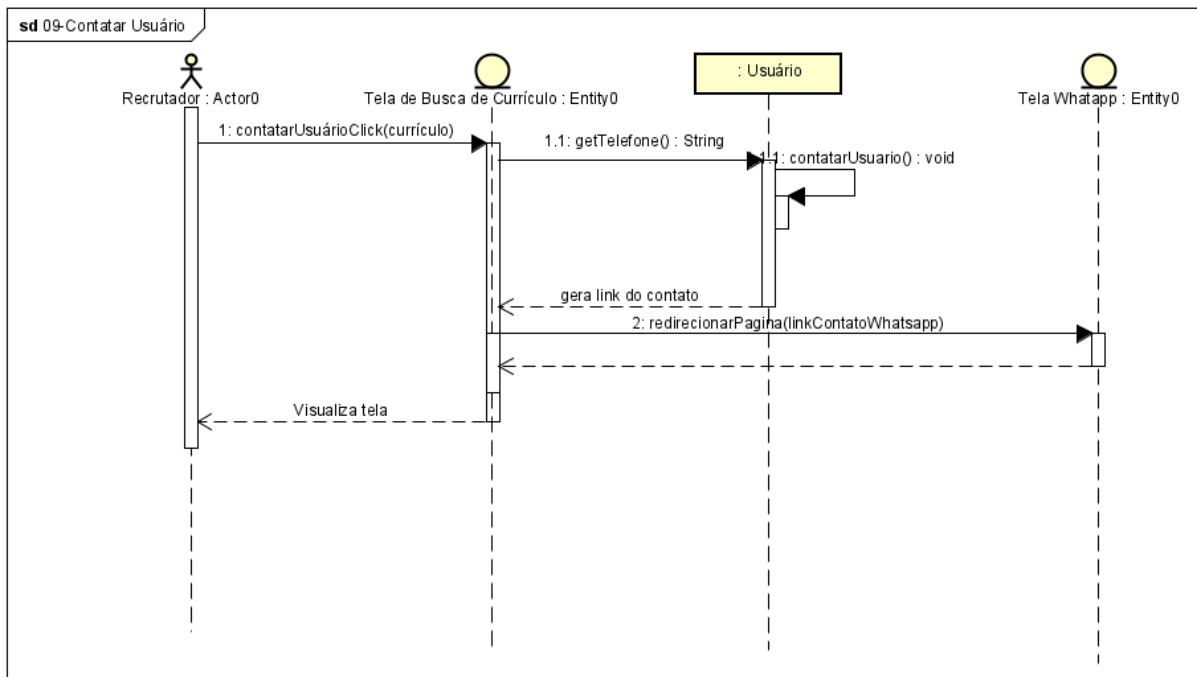 sd 09-Contatar Usuário
Recrutador : Actor0
Tela de Busca de Currículo : Entity0
: Usuário
Tela Whatapp : Entity0
1: contatarUsuárioClick(currículo)
1.1: getTelefone() : String
1.1: contatarUsuario() : void
gera link do contato
2: redirecionarPagina(linkContatoWhatsapp)
Visualiza tela